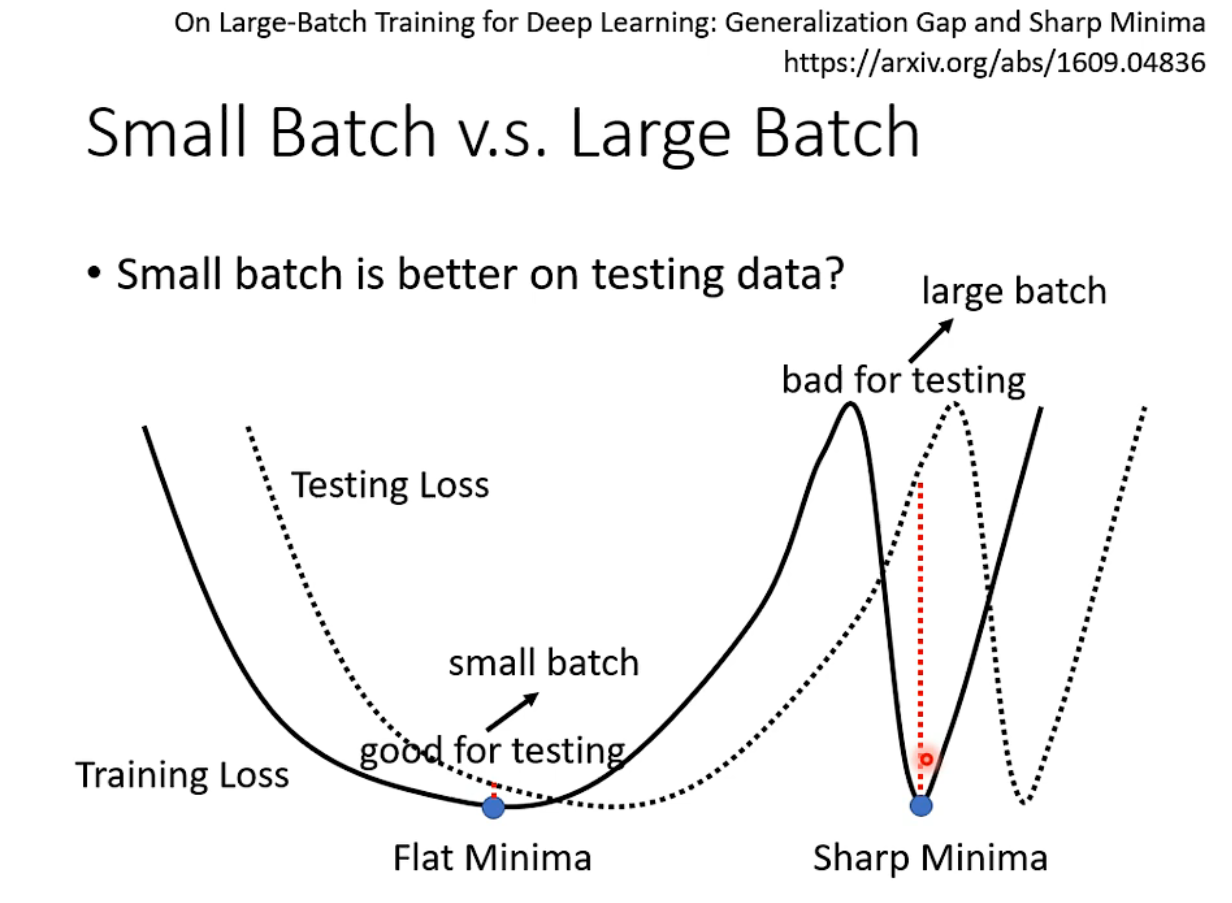 On Large-Batch Training for Deep Learning: Generalization Gap and Sharp Minima
https://arxiv.org/abs/1609.04836
Small Batch v.s. Large Batch
• Small batch is better on testing data?
large batch
bad for testing
Testing Loss
small batch
good for testing
Training Loss
Flat Minima
Sharp Minima